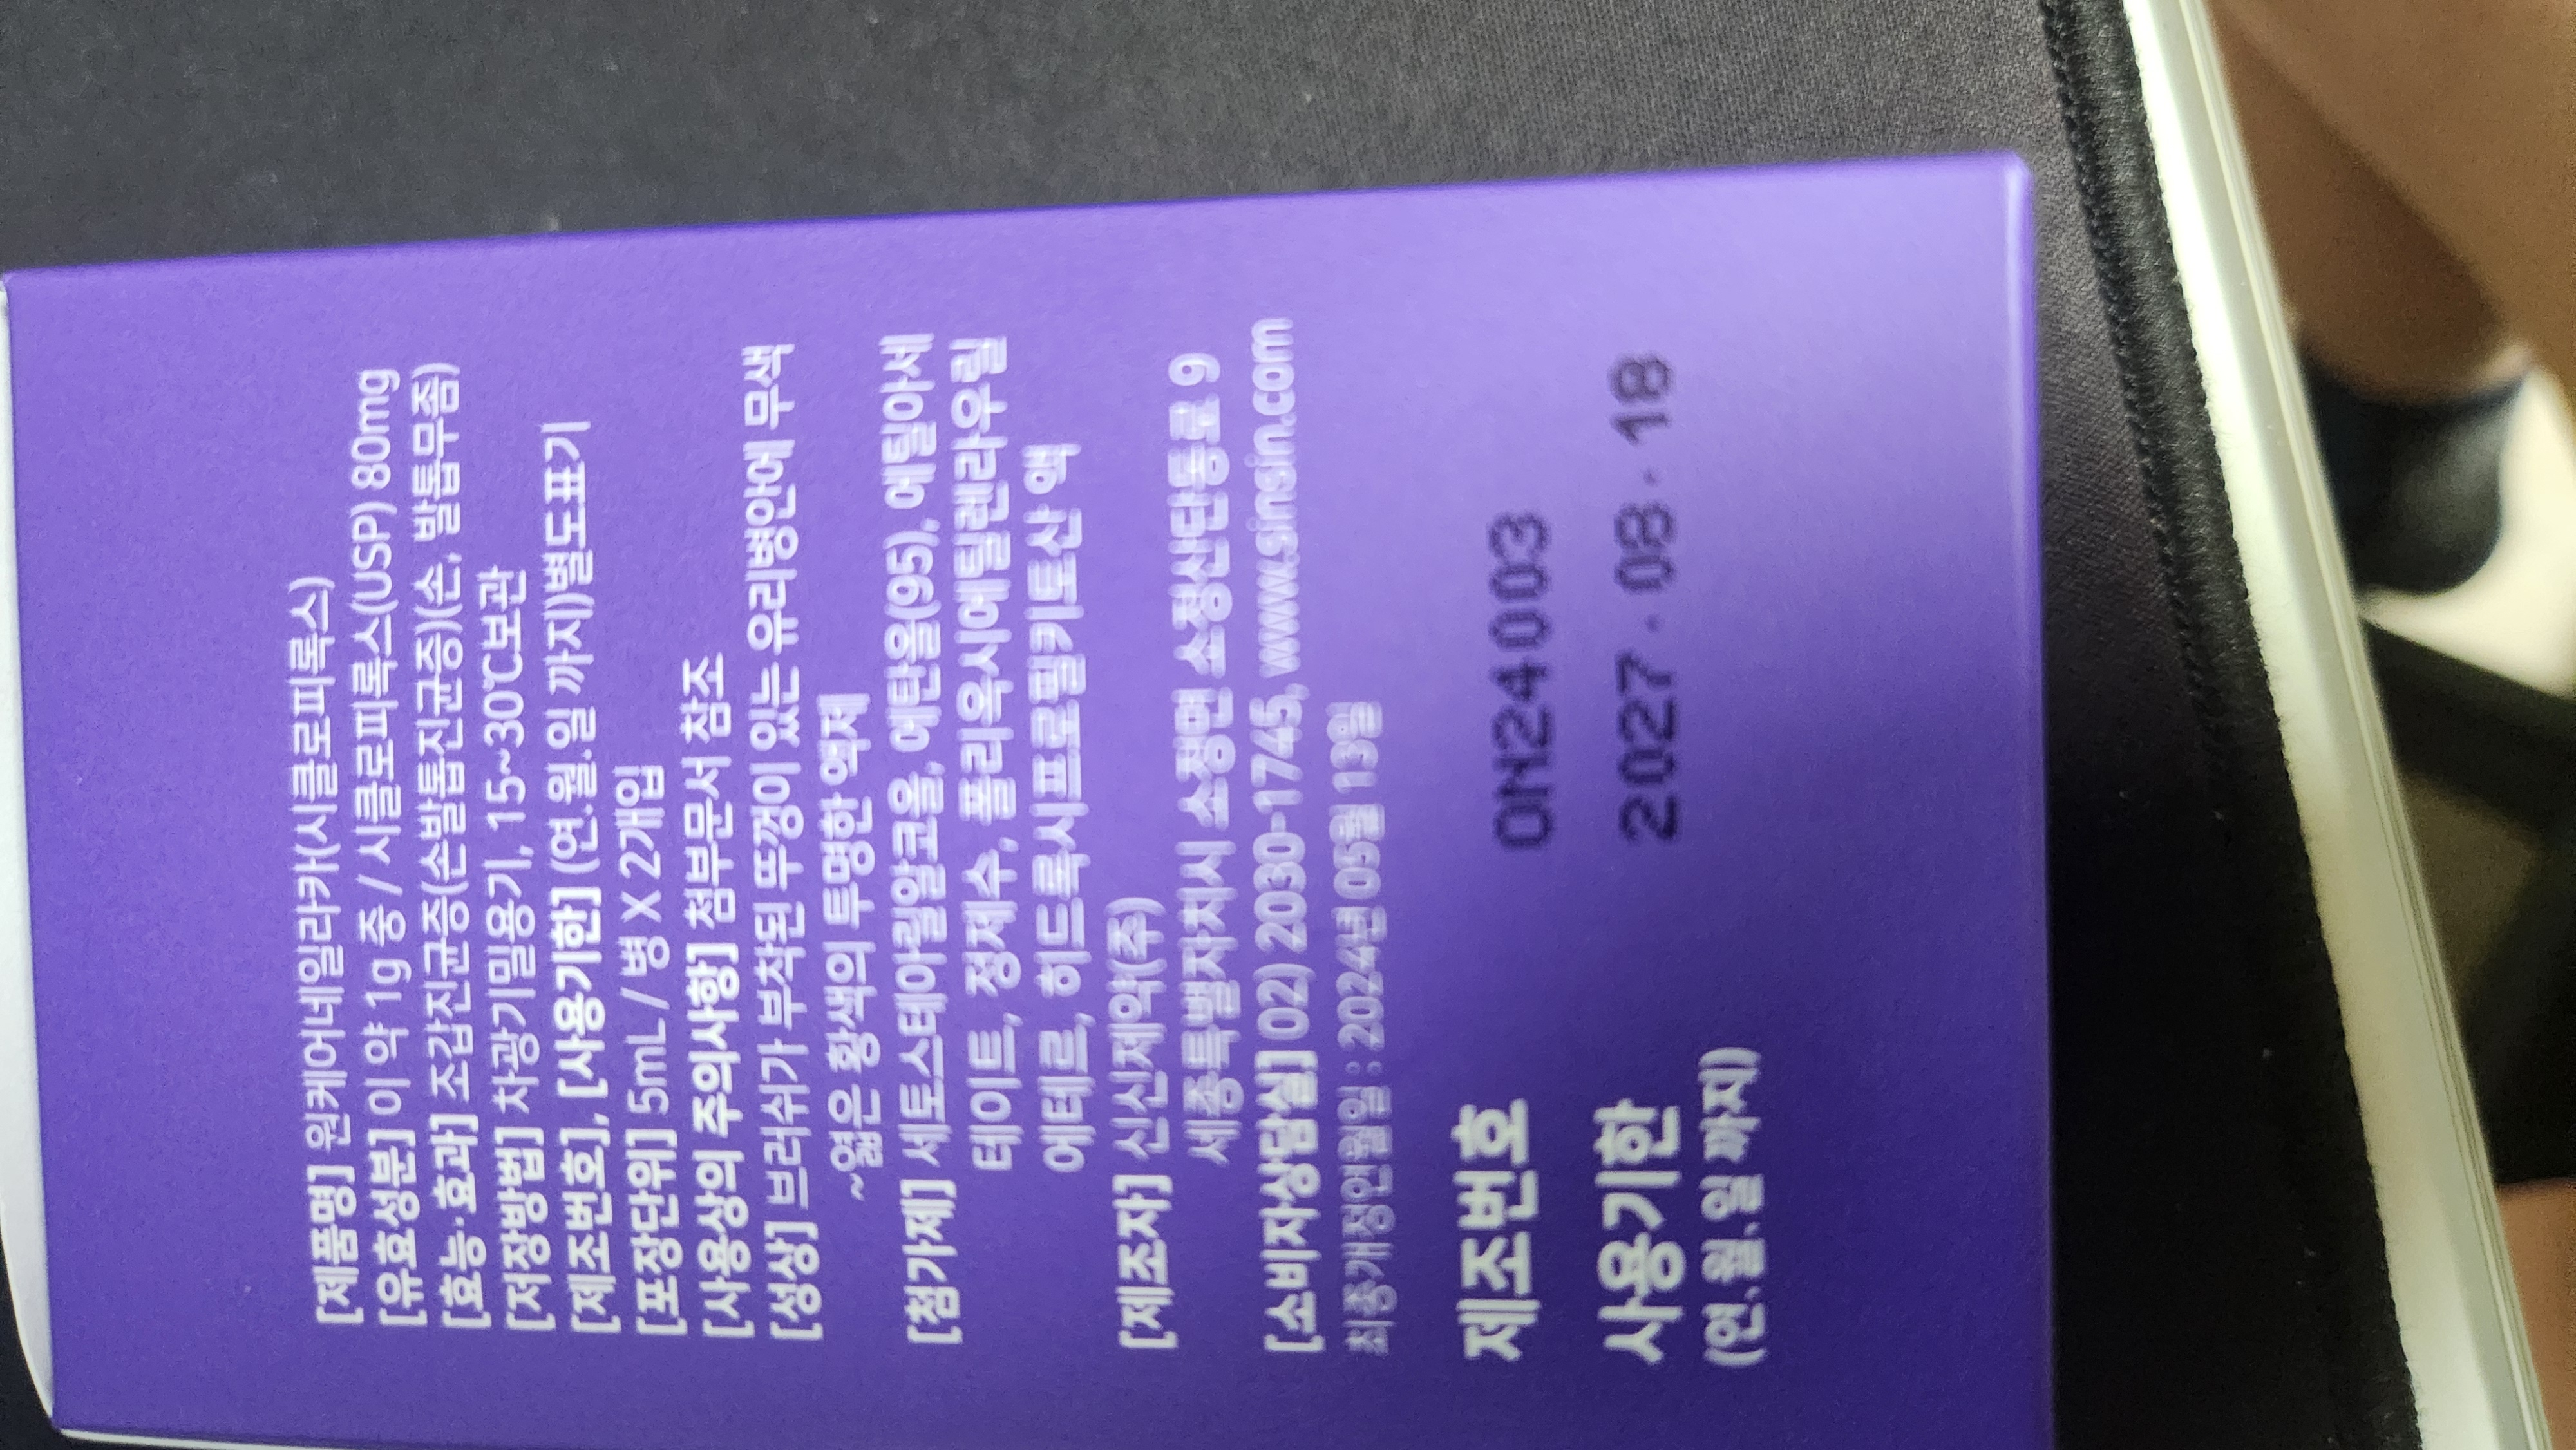 [제품명] 원케어네일라카(시클로피록스)
[유효성분] 이 약 1g 중 / 시클로피록스(USP) 80mg
[효능·효과] 조갑진균증(손발톱진균증)(손, 발톱무좀)
[저장방법] 차광기밀용기, 15~30℃보관
[제조번호], [사용기한] (연.월.일 까지)별도표기
[포장단위] 5mL / 병 X 2개입
[사용상의 주의사항] 첨부문서 참조
[성상] 브러쉬가 부착된 뚜껑이 있는 유리병안에 무색
~엷은 황색의 투명한 액제
[첨가제] 세토스테아릴알코올, 에탄올(95), 에틸아세
테이트, 정제수, 폴리옥시에틸렌라우릴
에테르, 히드록시프로필키토산 액
[제조자] 신신제약(주)
세종특별자치시 소정면 소정산단통로 9
[소비자상담실] 02) 2030-1745, www.sinsin.com
최종개정연월일 : 2024년 05월 13일
제조번호 0N24003
사용기한 2027.08.18
(연.월.일 까지)